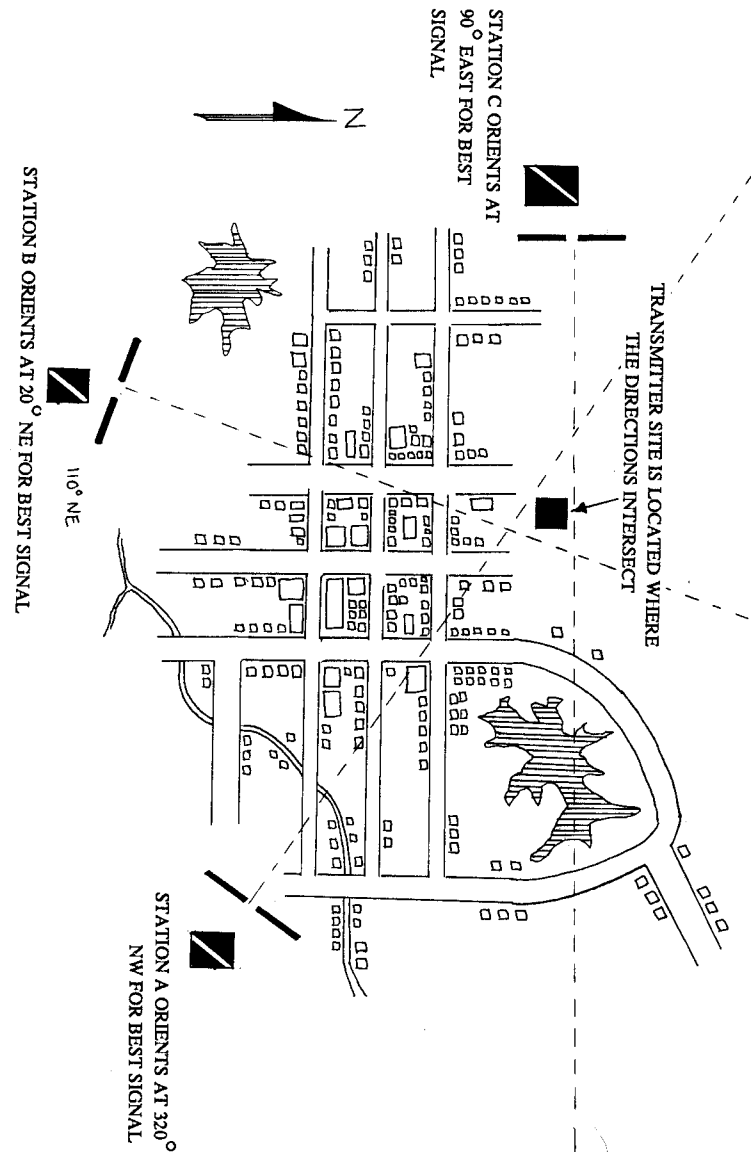 STATION C ORIENTS AT
90° EAST FOR BEST
SIGNAL
N
TRANSMITTER SITE IS LOCATED WHERE
THE DIRECTIONS INTERSECT
STATION B ORIENTS AT 20° NE FOR BEST SIGNAL
110° NE
STATION A ORIENTS AT 320°
NW FOR BEST SIGNAL